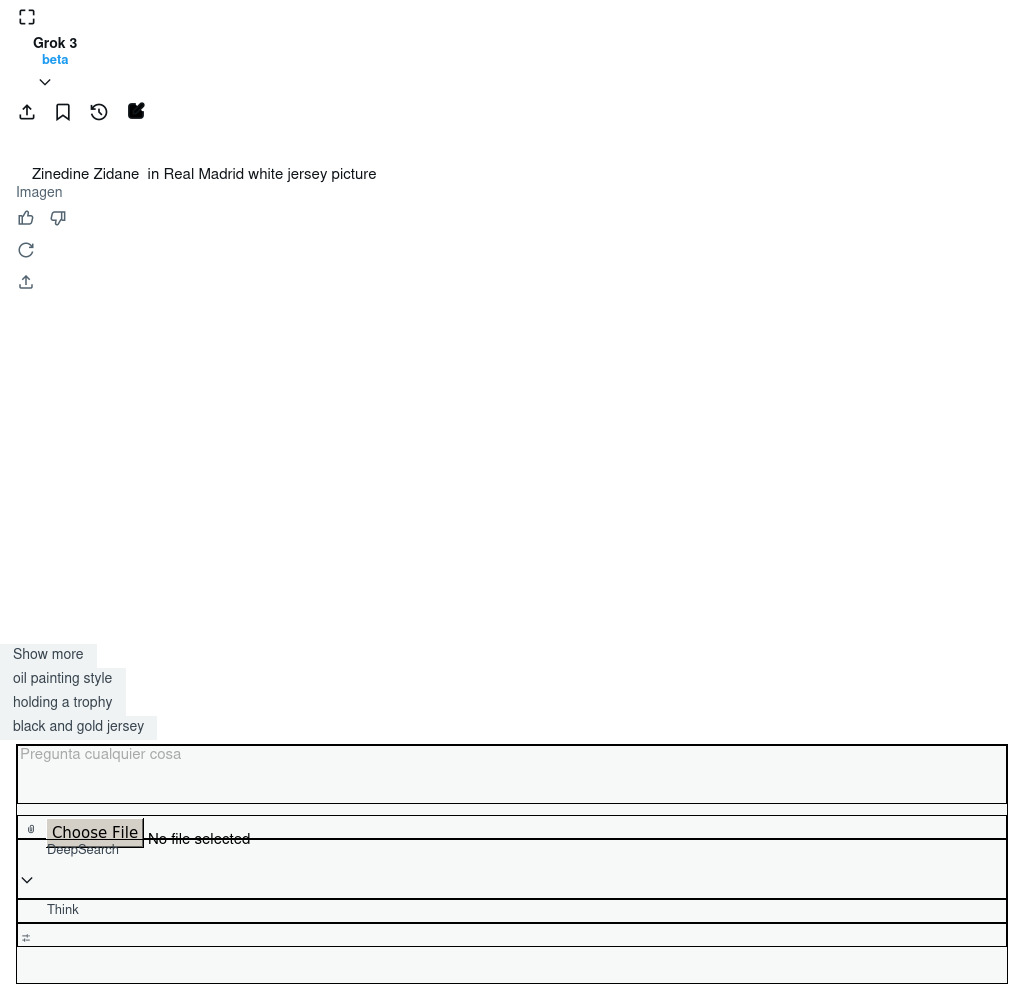 Grok 3
beta
Zinedine Zidane  in Real Madrid white jersey picture
Imagen
Show more
oil painting style
holding a trophy
black and gold jersey
Pregunta cualquier cosa
Choose File No file selected
DeepSearch
Think